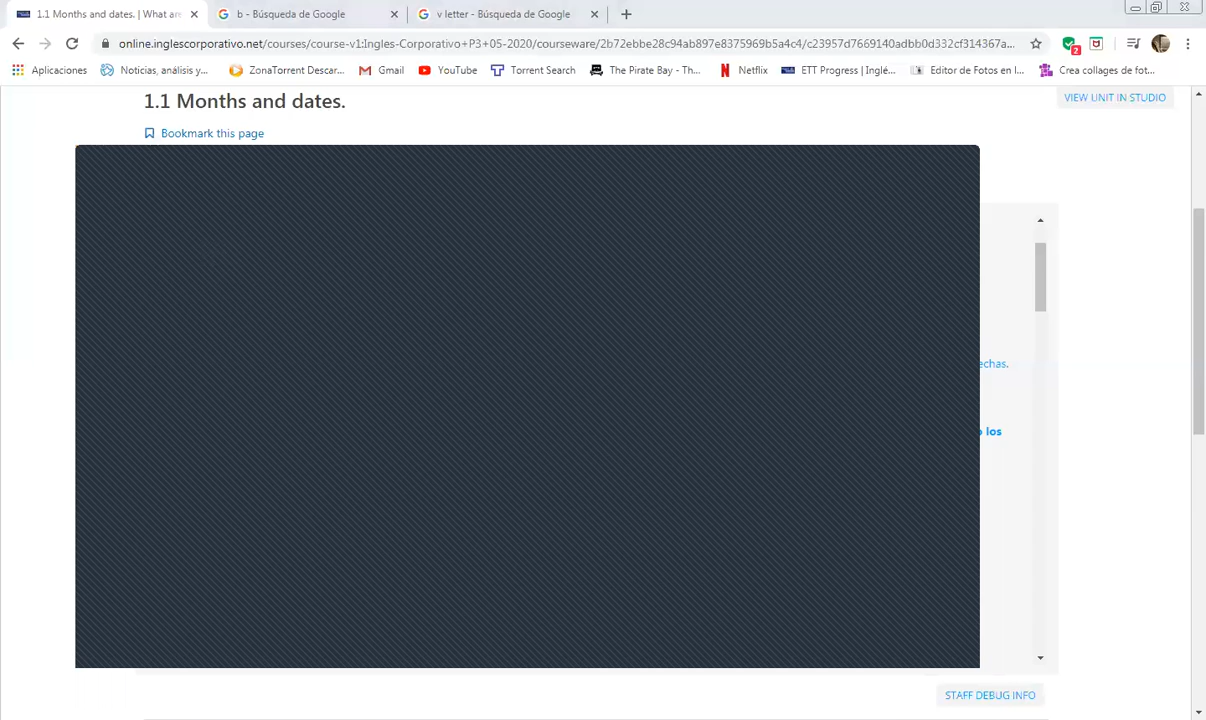 1.1 Months and dates. | What are
b - Búsqueda de Google
v letter - Búsqueda de Google
online.inglescorporativo.net/courses/course-v1:Ingles-Corporativo+P3+05-2020/courseware/2b72ebbe28c94ab897e8375969b5a4c4/c23957d7669140adbb0d332cf314367a...
2
Aplicaciones
Noticias, análisis y...
ZonaTorrent Descar...
Gmail
YouTube
Torrent Search
The Pirate Bay - Th...
Netflix
ETT Progress | Inglé...
Editor de Fotos en l...
Crea collages de fot...
1.1 Months and dates.
VIEW UNIT IN STUDIO
Bookmark this page
echas.
los
STAFF DEBUG INFO